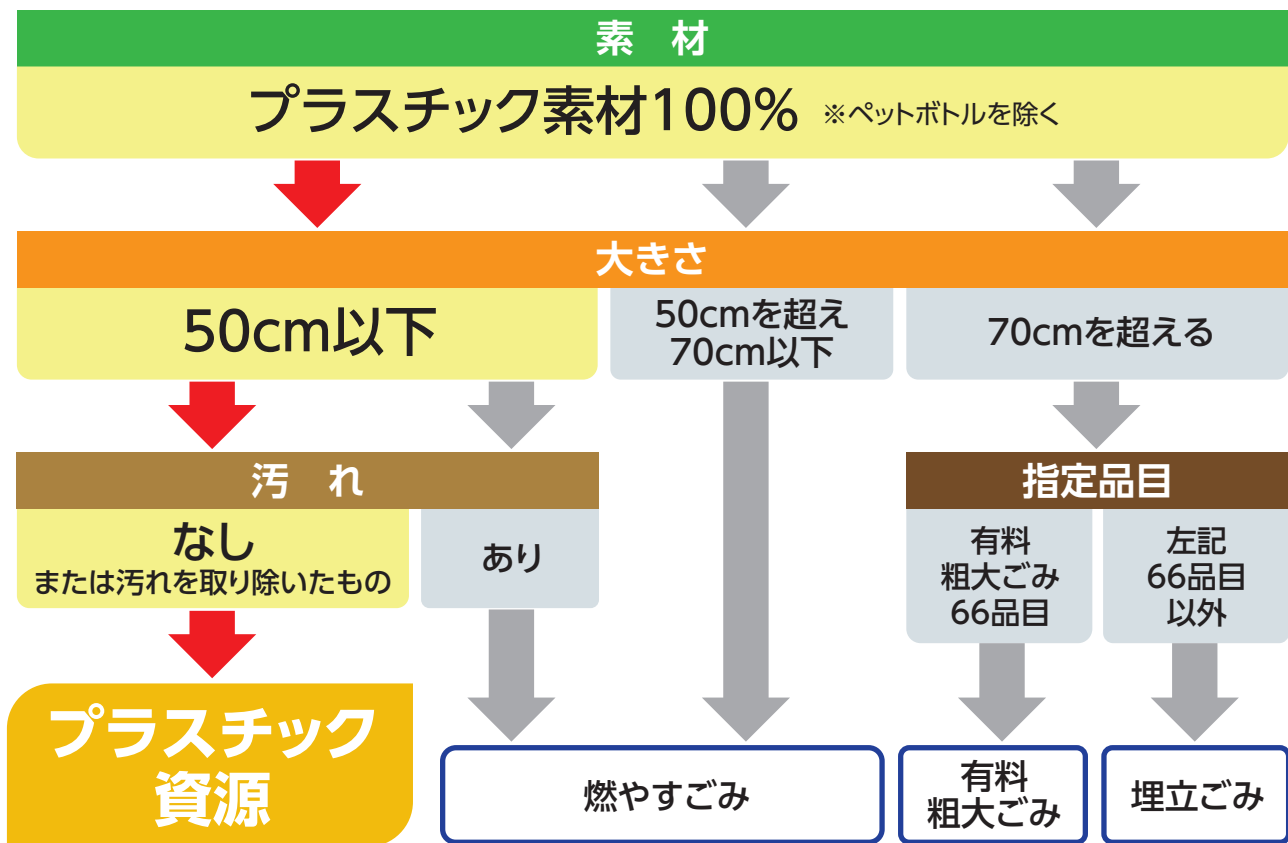 素　材
プラスチック素材100% ※ペットボトルを除く
大きさ
50cm以下
50cmを超え
70cm以下
70cmを超える
汚　れ
なし
または汚れを取り除いたもの
あり
指定品目
有料
粗大ごみ
66品目
左記
66品目
以外
プラスチック
資源
燃やすごみ
有料
粗大ごみ
埋立ごみ